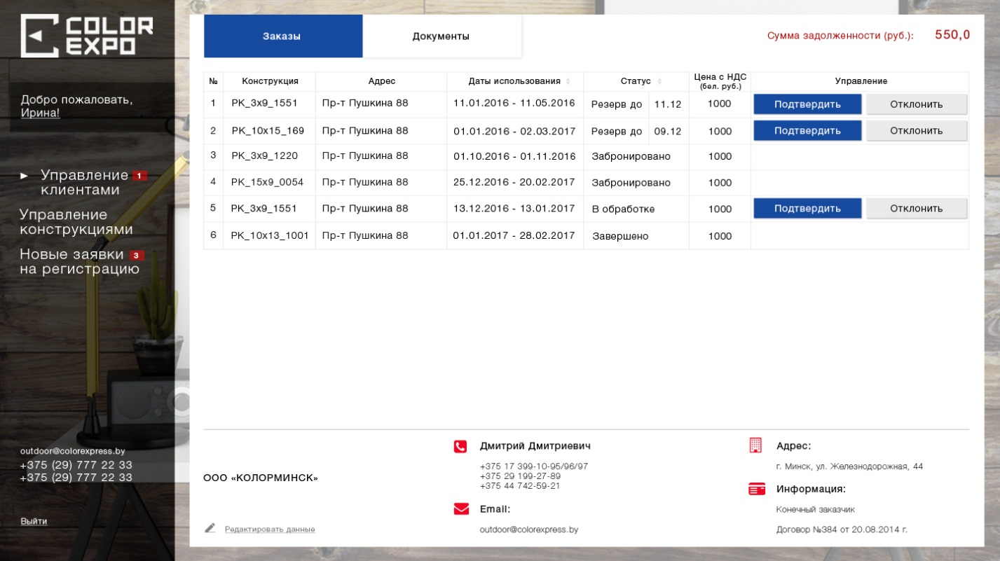 COLOR
EXPO
Добро пожаловать,
Ирина!
► Управление 1
клиентами
Управление
конструкциями
Новые заявки 3
на регистрацию
outdoor@colorexpress.by
+375 (29) 777 22 33
+375 (29) 777 22 33
Выйти
Заказы Документы Сумма задолженности (руб.): 550,0
№ Конструкция Адрес Даты использования Статус Цена с НДС (бел. руб.) Управление
1 РК_3х9_1551 Пр-т Пушкина 88 11.01.2016 - 11.05.2016 Резерв до 11.12 1000 Подтвердить Отклонить
2 РК_10х15_169 Пр-т Пушкина 88 01.01.2016 - 02.03.2017 Резерв до 09.12 1000 Подтвердить Отклонить
3 РК_3х9_1220 Пр-т Пушкина 88 01.10.2016 - 01.11.2016 Забронировано 1000
4 РК_15х9_0054 Пр-т Пушкина 88 25.12.2016 - 20.02.2017 Забронировано 1000
5 РК_3х9_1551 Пр-т Пушкина 88 13.12.2016 - 13.01.2017 В обработке 1000 Подтвердить Отклонить
6 РК_10х13_1001 Пр-т Пушкина 88 01.01.2017 - 28.02.2017 Завершено 1000
ООО «КОЛОРМИНСК»
Редактировать данные
Дмитрий Дмитриевич
+375 17 399-10-95/96/97
+375 29 199-27-89
+375 44 742-59-21
Email:
outdoor@colorexpress.by
Адрес:
г. Минск, ул. Железнодорожная, 44
Информация:
Конечный заказчик
Договор №384 от 20.08.2014 г.